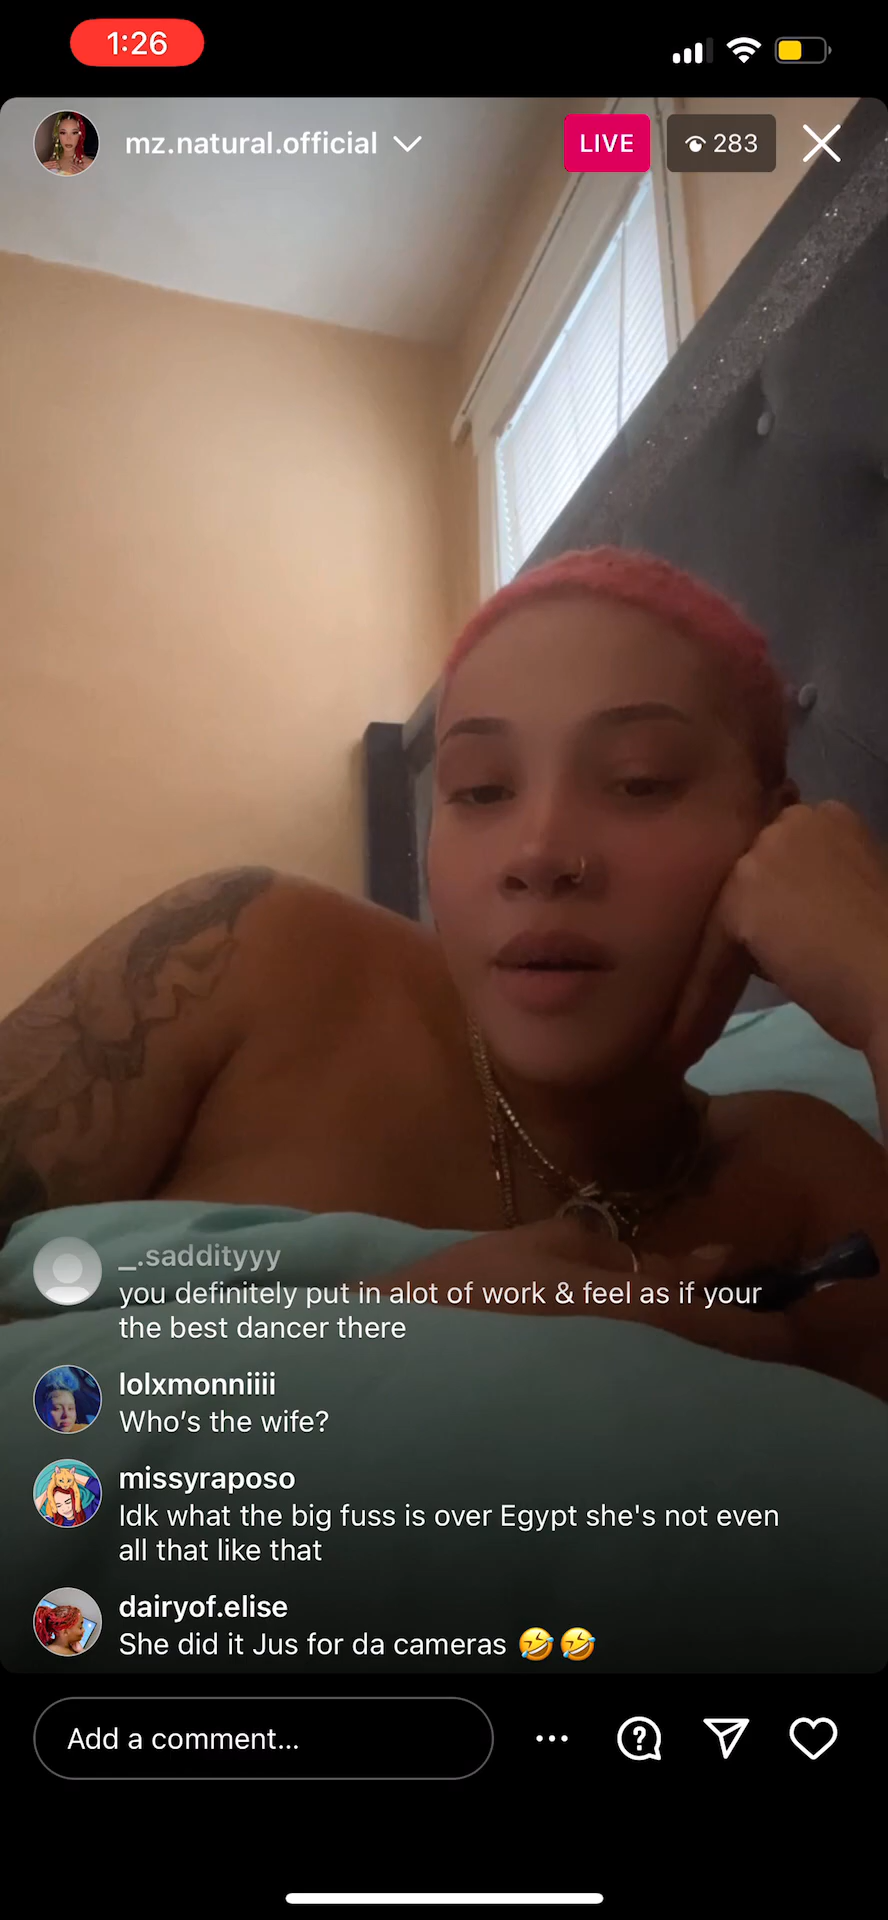 1:26
mz.natural.official
LIVE
283
_.saddityyy
you definitely put in alot of work & feel as if your
the best dancer there
lolxmonniiii
Who’s the wife?
missyraposo
Idk what the big fuss is over Egypt she's not even
all that like that
dairyof.elise
She did it Jus for da cameras 🤣🤣
Add a comment...